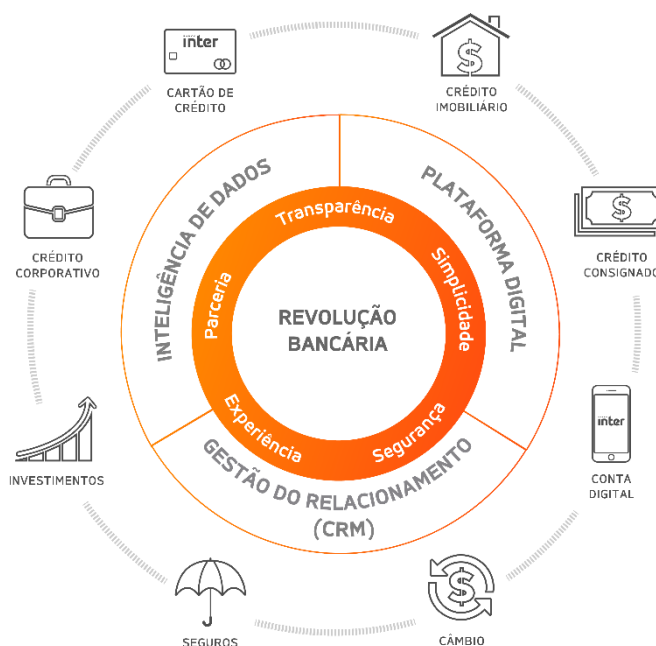 inter
CARTÃO DE
CRÉDITO
CRÉDITO
IMOBILIÁRIO
CRÉDITO
CONSIGNADO
inter
CONTA
DIGITAL
CÂMBIO
SEGUROS
INVESTIMENTOS
CRÉDITO
CORPORATIVO
INTELIGÊNCIA DE DADOS
PLATAFORMA DIGITAL
GESTÃO DO RELACIONAMENTO
(CRM)
Transparência
Simplicidade
Segurança
Experiência
Parceria
REVOLUÇÃO
BANCÁRIA